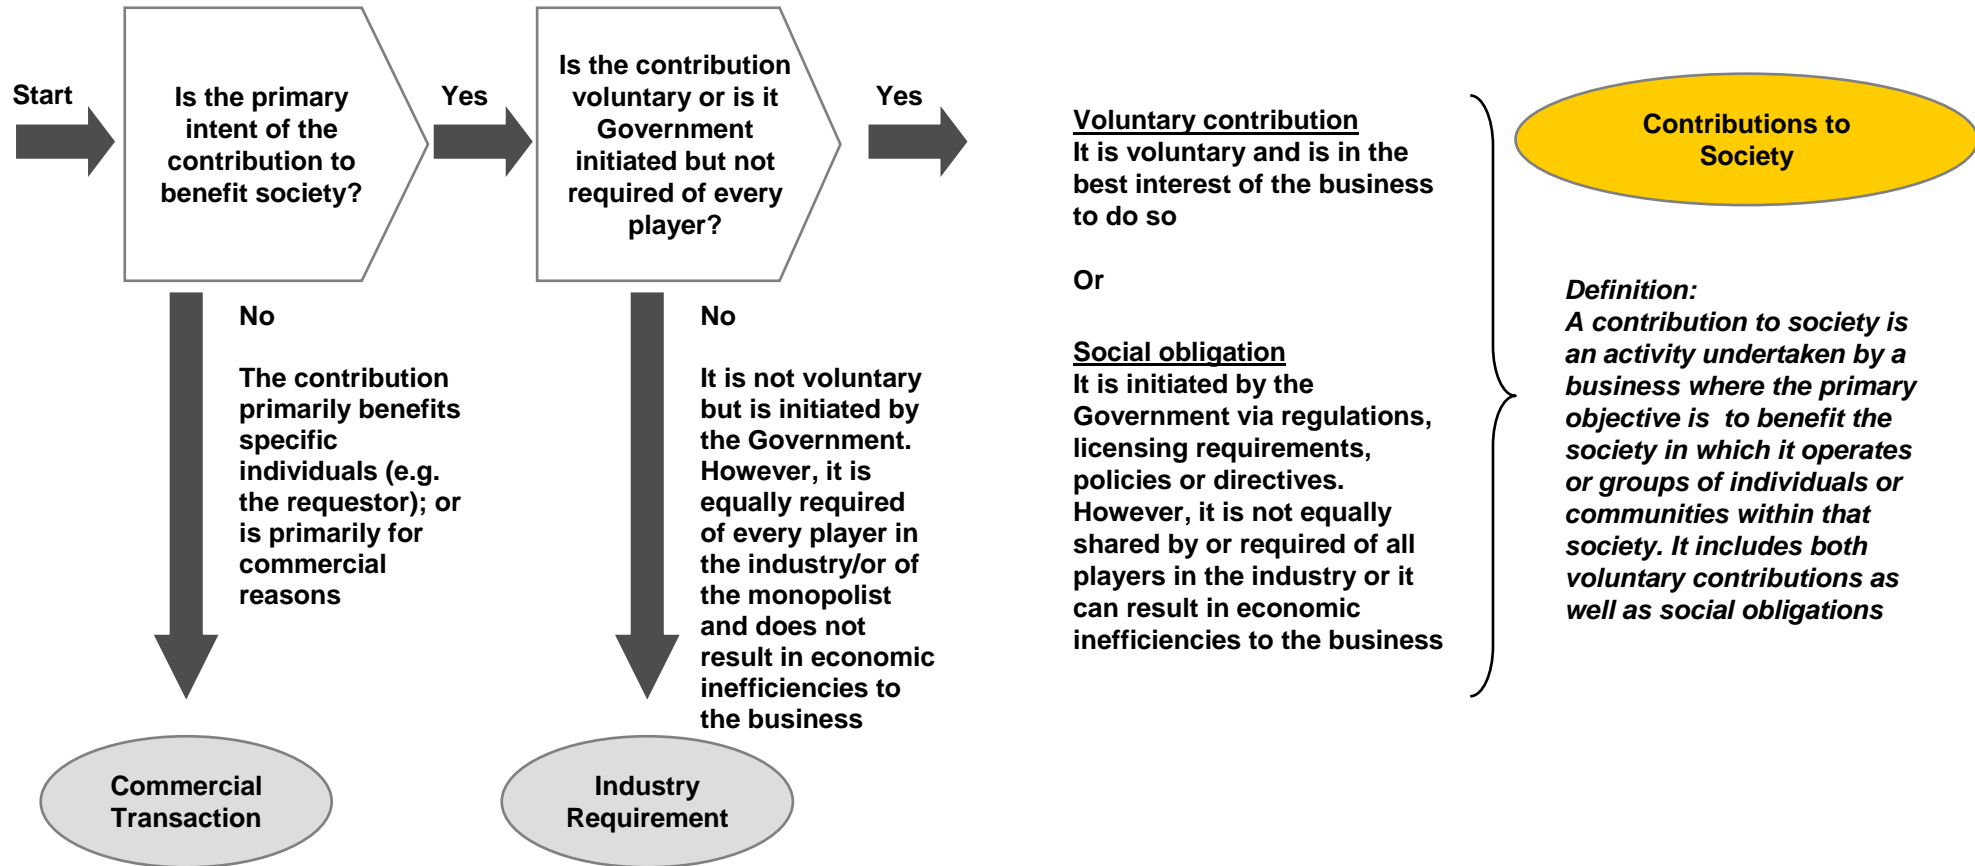 Start
Is the primary
intent of the
contribution to
benefit society?
Yes
Is the contribution
voluntary or is it
Government
initiated but not
required of every
player?
Yes
No
The contribution
primarily benefits
specific
individuals (e.g.
the requestor); or
is primarily for
commercial
reasons
Commercial
Transaction
No
It is not voluntary
but is initiated by
the Government.
However, it is
equally required
of every player in
the industry/or of
the monopolist
and does not
result in economic
inefficiencies to
the business
Industry
Requirement
Voluntary contribution
It is voluntary and is in the
best interest of the business
to do so
Or
Social obligation
It is initiated by the
Government via regulations,
licensing requirements,
policies or directives.
However, it is not equally
shared by or required of all
players in the industry or it
can result in economic
inefficiencies to the business
Contributions to
Society
Definition:
A contribution to society is
an activity undertaken by a
business where the primary
objective is  to benefit the
society in which it operates
or groups of individuals or
communities within that
society. It includes both
voluntary contributions as
well as social obligations